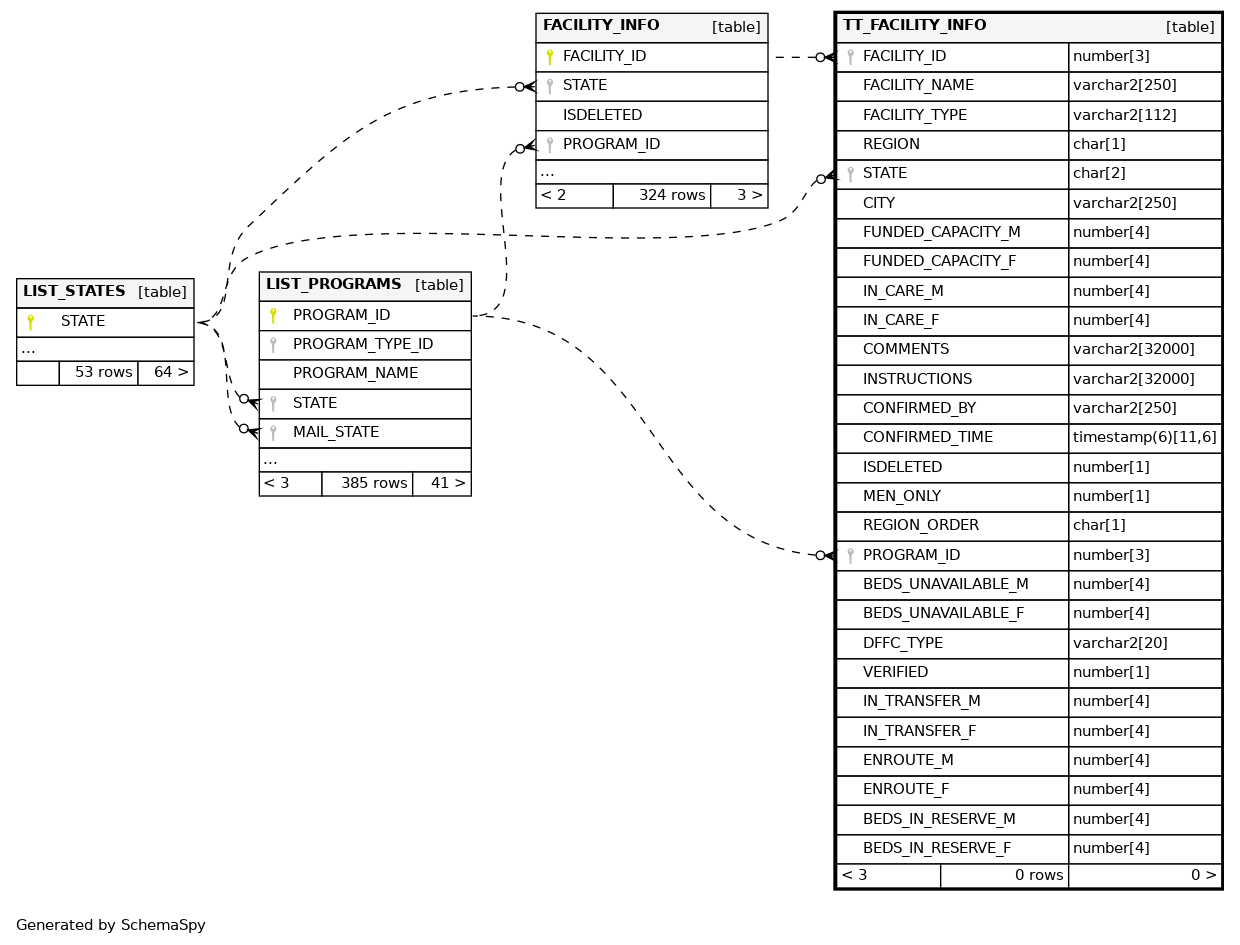 FACILITY_INFO [table]
FACILITY_ID
STATE
ISDELETED
PROGRAM_ID
...
< 2 324 rows 3 >
LIST_STATES [table]
STATE
...
53 rows 64 >
LIST_PROGRAMS [table]
PROGRAM_ID
PROGRAM_TYPE_ID
PROGRAM_NAME
STATE
MAIL_STATE
...
< 3 385 rows 41 >
TT_FACILITY_INFO [table]
FACILITY_ID number[3]
FACILITY_NAME varchar2[250]
FACILITY_TYPE varchar2[112]
REGION char[1]
STATE char[2]
CITY varchar2[250]
FUNDED_CAPACITY_M number[4]
FUNDED_CAPACITY_F number[4]
IN_CARE_M number[4]
IN_CARE_F number[4]
COMMENTS varchar2[32000]
INSTRUCTIONS varchar2[32000]
CONFIRMED_BY varchar2[250]
CONFIRMED_TIME timestamp(6)[11,6]
ISDELETED number[1]
MEN_ONLY number[1]
REGION_ORDER char[1]
PROGRAM_ID number[3]
BEDS_UNAVAILABLE_M number[4]
BEDS_UNAVAILABLE_F number[4]
DFFC_TYPE varchar2[20]
VERIFIED number[1]
IN_TRANSFER_M number[4]
IN_TRANSFER_F number[4]
ENROUTE_M number[4]
ENROUTE_F number[4]
BEDS_IN_RESERVE_M number[4]
BEDS_IN_RESERVE_F number[4]
< 3 0 rows 0 >
Generated by SchemaSpy